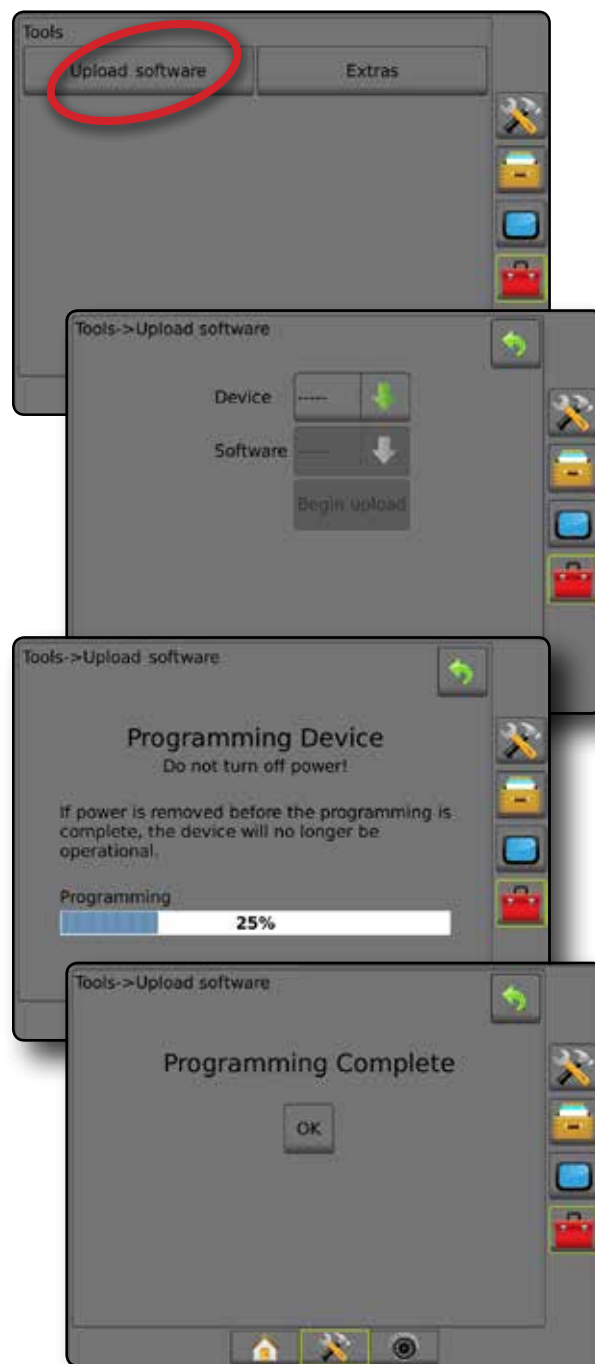 Tools
Upload software
Extras
Tools->Upload software
Device
-----
Software
-----
Begin upload
Tools->Upload software
Programming Device
Do not turn off power!
If power is removed before the programming is
complete, the device will no longer be
operational.
Programming
25%
Tools->Upload software
Programming Complete
OK